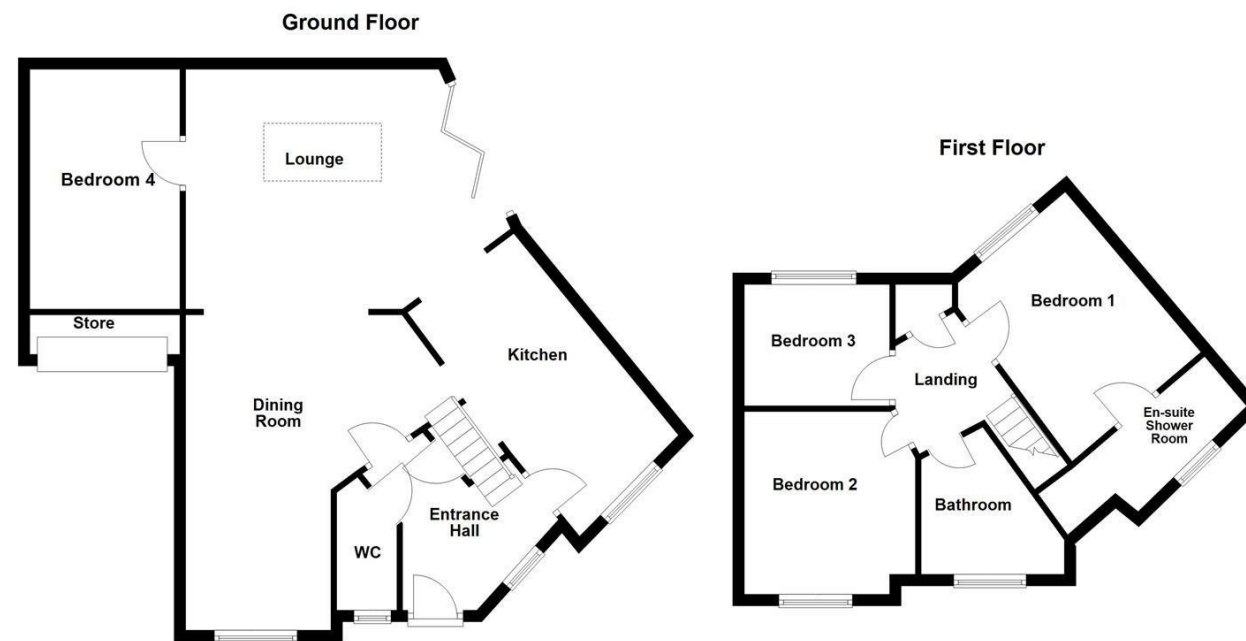 Ground Floor
Lounge
Bedroom 4
Store
Kitchen
Dining
Room
Entrance
Hall
WC
First Floor
Bedroom 1
Bedroom 3
Landing
En-suite
Shower
Room
Bedroom 2
Bathroom